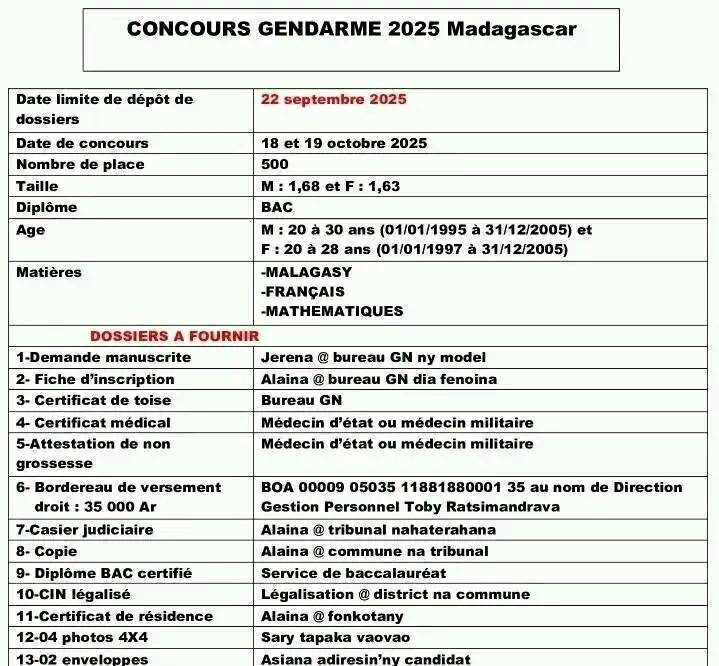 CONCOURS GENDARME 2025 Madagascar
Date limite de dépôt de dossiers
22 septembre 2025
Date de concours
18 et 19 octobre 2025
Nombre de place
500
Taille
M : 1,68 et F : 1,63
Diplôme
BAC
Age
M : 20 à 30 ans (01/01/1995 à 31/12/2005) et
F : 20 à 28 ans (01/01/1997 à 31/12/2005)
Matières
-MALAGASY
-FRANÇAIS
-MATHEMATIQUES
DOSSIERS A FOURNIR
1-Demande manuscrite
Jerena @ bureau GN ny model
2- Fiche d’inscription
Alaina @ bureau GN dia fenoina
3- Certificat de toise
Bureau GN
4- Certificat médical
Médecin d’état ou médecin militaire
5-Attestation de non
grossesse
Médecin d’état ou médecin militaire
6- Bordereau de versement
droit : 35 000 Ar
BOA 00009 05035 11881880001 35 au nom de Direction
Gestion Personnel Toby Ratsimandrava
7-Casier judiciaire
Alaina @ tribunal nahaterahana
8- Copie
Alaina @ commune na tribunal
9- Diplôme BAC certifié
Service de baccalauréat
10-CIN légalisé
Légalisation @ district na commune
11-Certificat de résidence
Alaina @ fonkotany
12-04 photos 4X4
Sary tapaka vaovao
13-02 enveloppes
Asiana adiresin’ny candidat